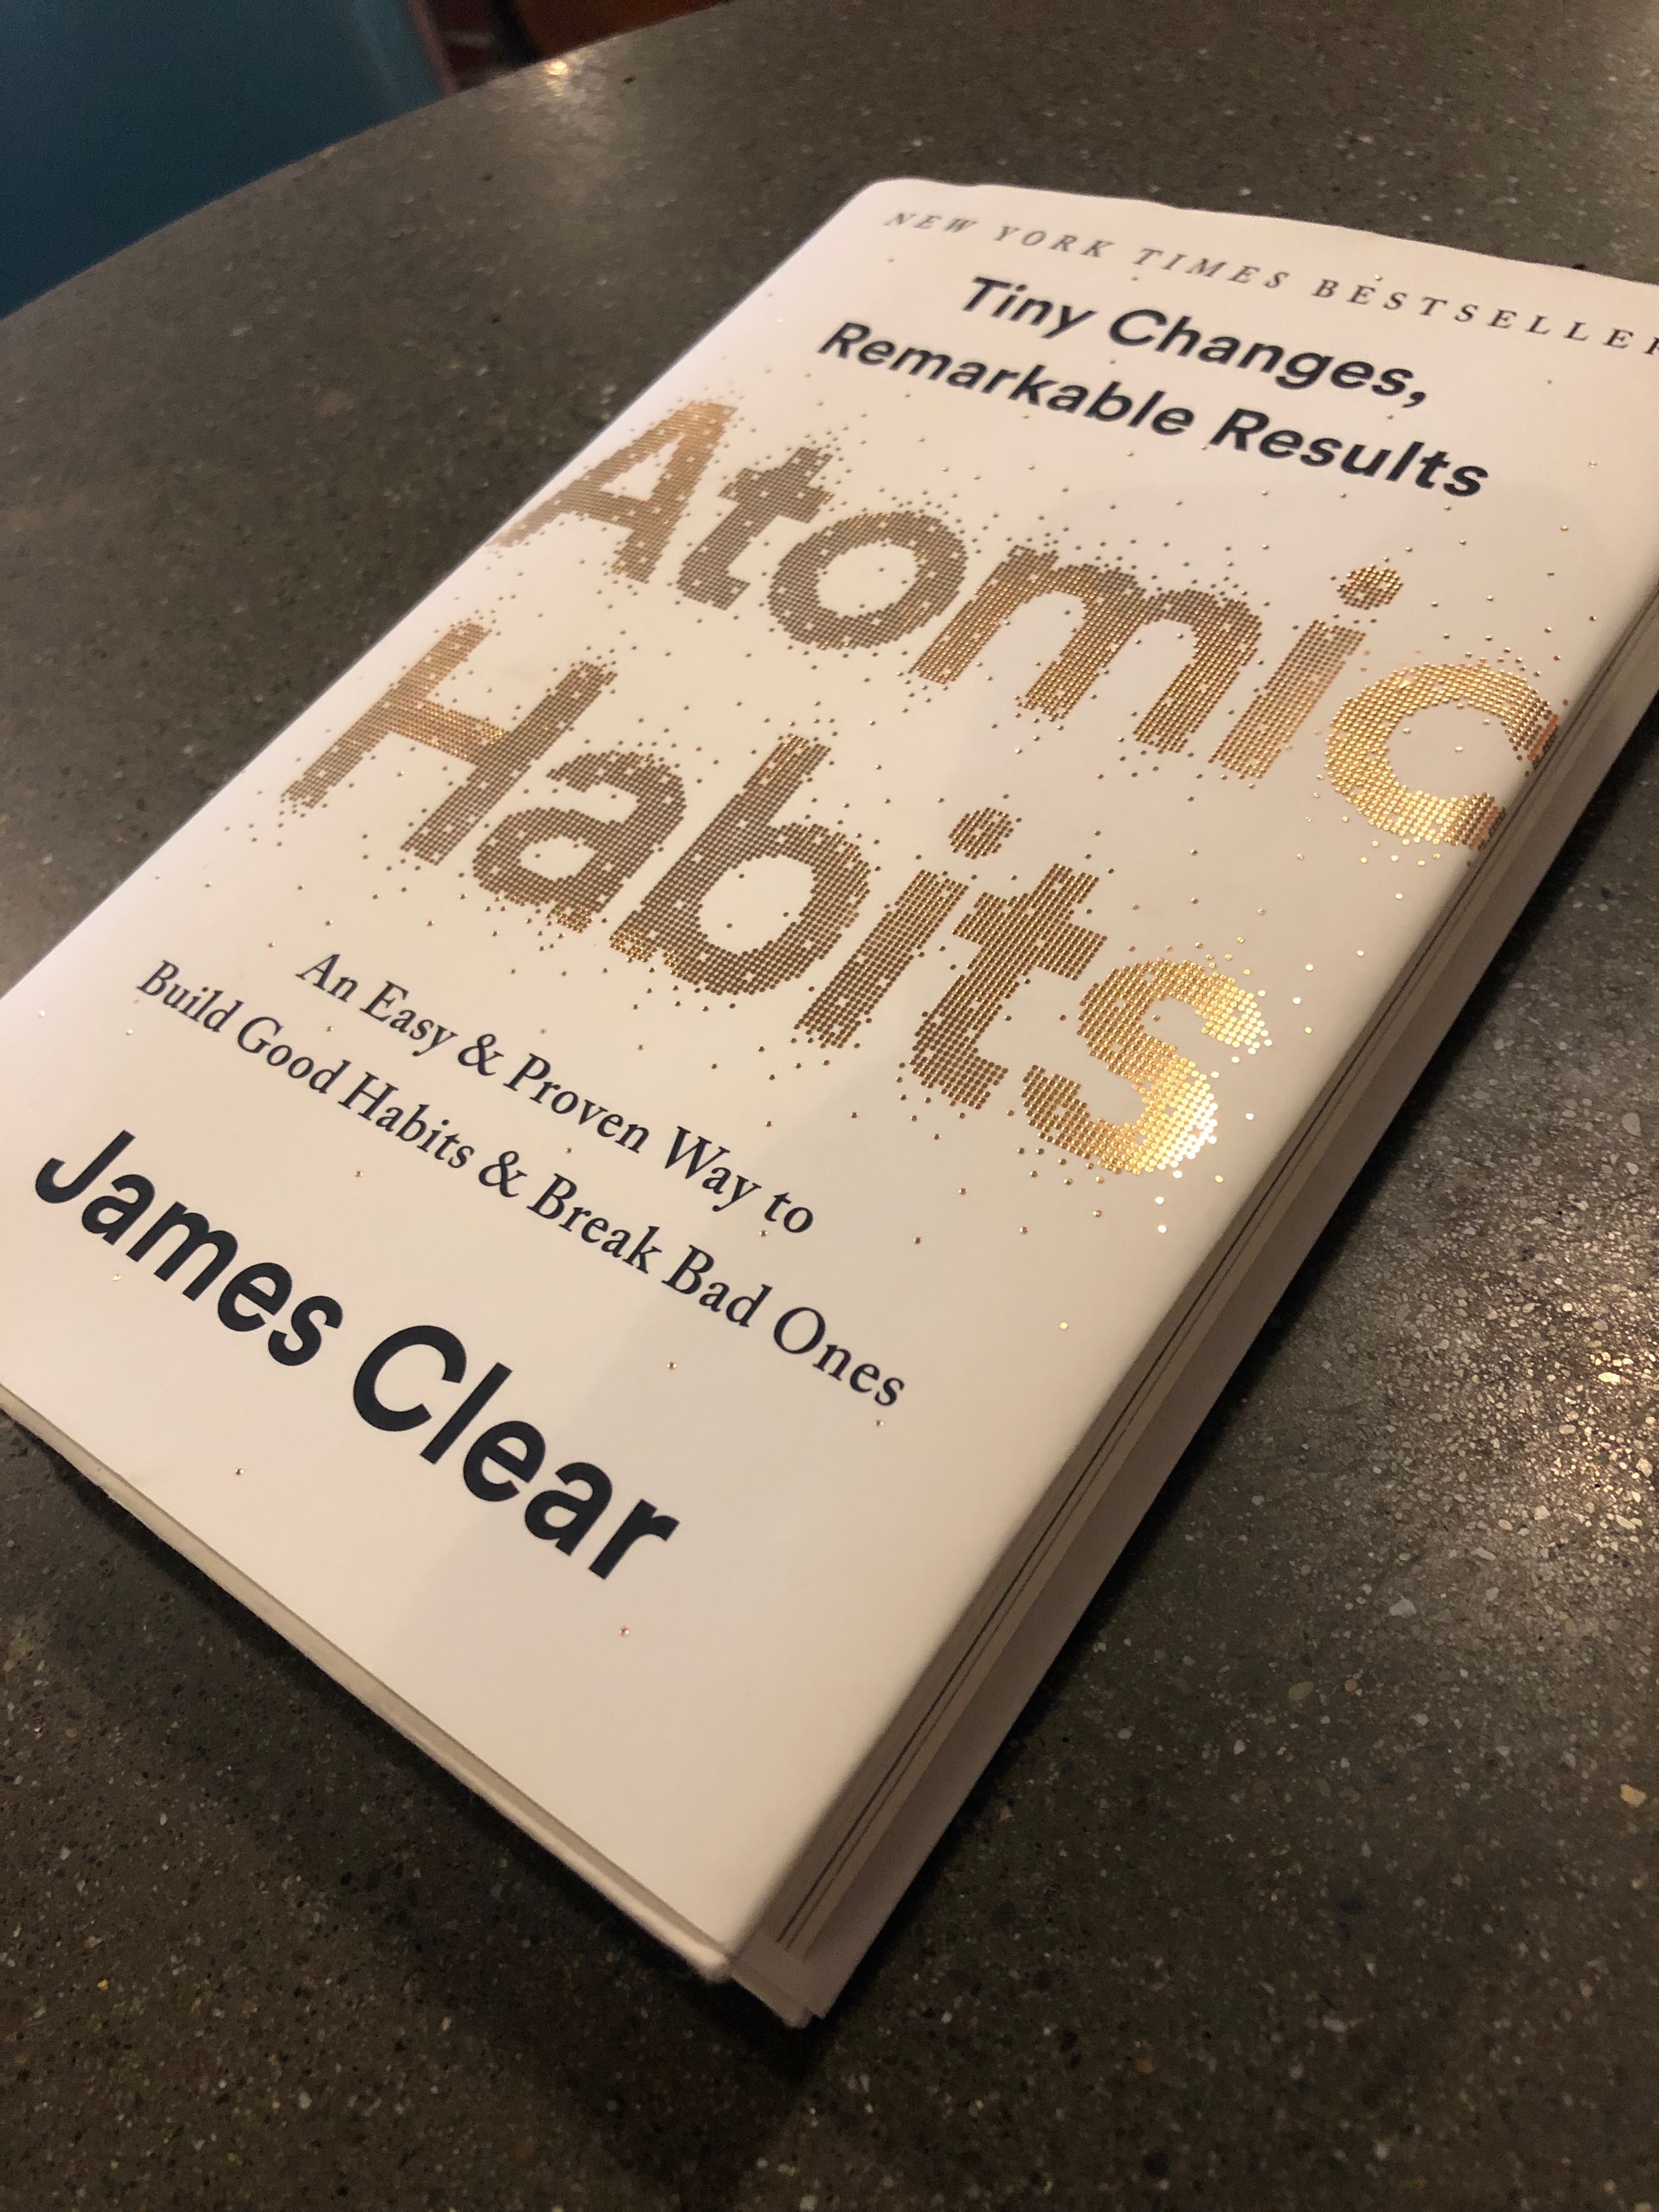 NEW YORK TIMES BESTSELLER
Tiny Changes,
Remarkable Results
Atomic
Habits
An Easy & Proven Way to
Build Good Habits & Break Bad Ones
James Clear